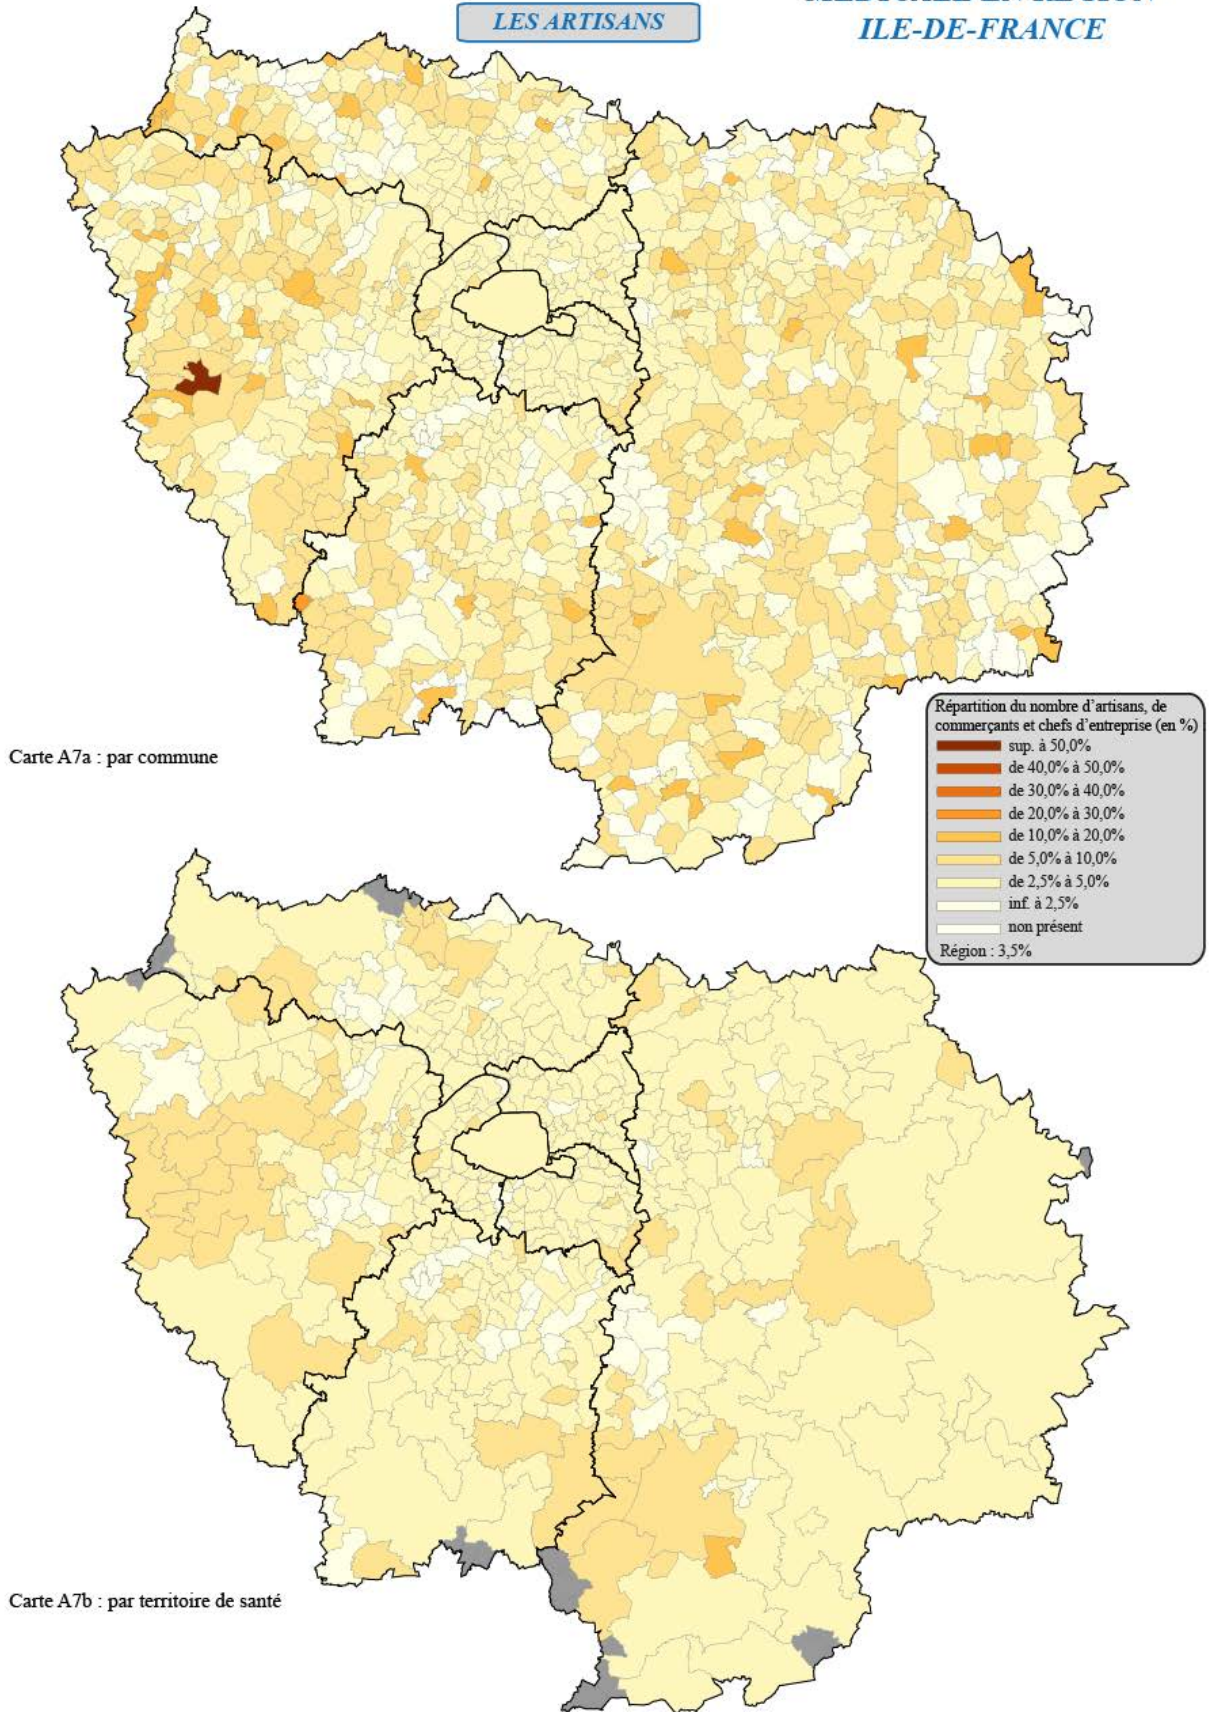 LES ARTISANS
ILE-DE-FRANCE
Carte A7a : par commune
Répartition du nombre d'artisans, de
commerçants et chefs d'entreprise (en %)
sup. à 50,0%
de 40,0% à 50,0%
de 30,0% à 40,0%
de 20,0% à 30,0%
de 10,0% à 20,0%
de 5,0% à 10,0%
de 2,5% à 5,0%
inf. à 2,5%
non présent
Région : 3,5%
Carte A7b : par territoire de santé